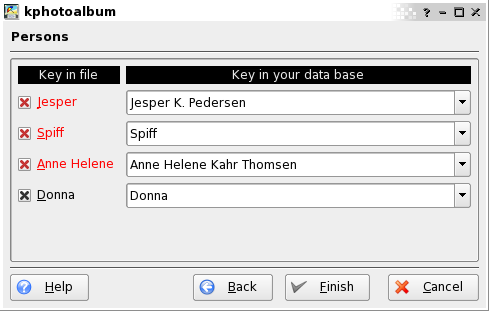 kphotoalbum
Persons
Key in file Key in your data base
Jesper Jesper K. Pedersen
Spiff Spiff
Anne Helene Anne Helene Kahr Thomsen
Donna Donna
Help Back Finish Cancel